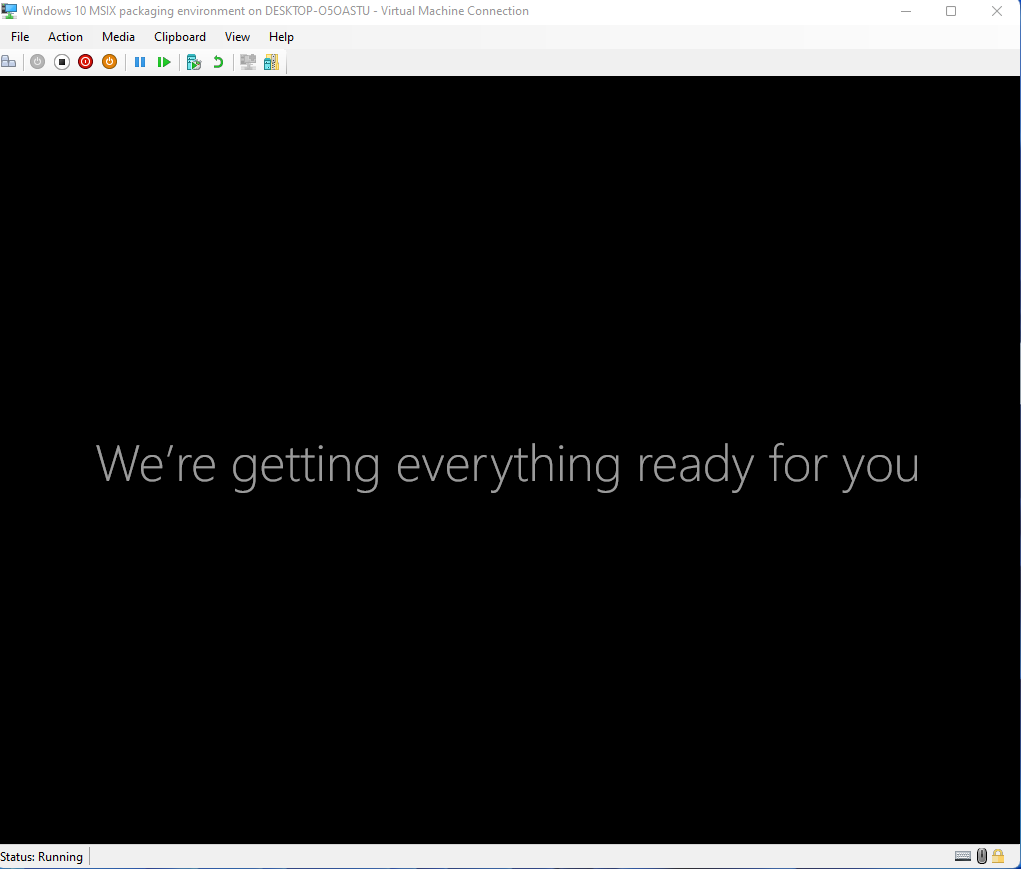 Windows 10 MSIX packaging environment on DESKTOP-O5OASTU - Virtual Machine Connection
File Action Media Clipboard View Help
We're getting everything ready for you
Status: Running